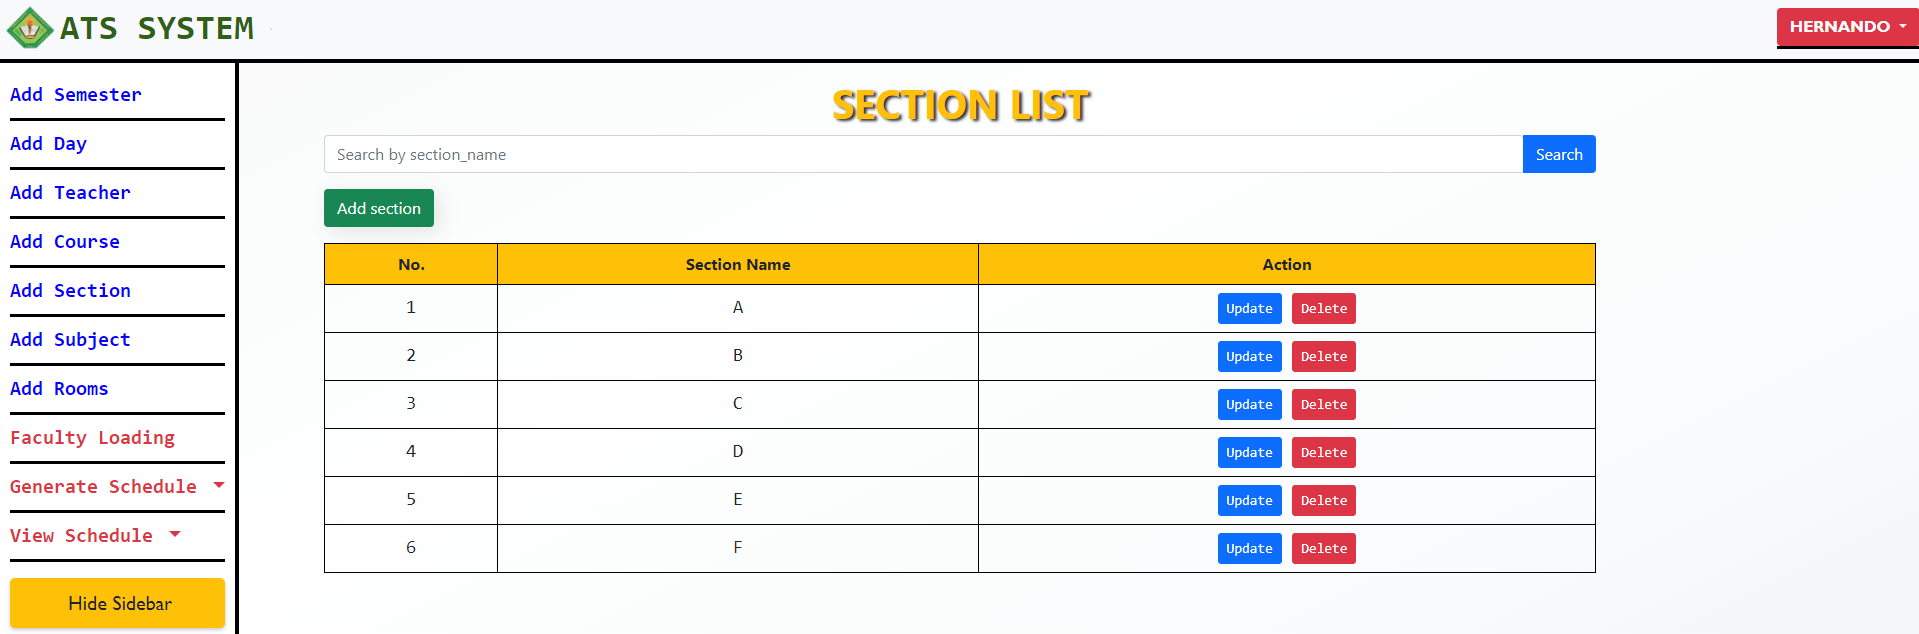 ATS SYSTEM
HERNANDO
Add Semester
Add Day
Add Teacher
Add Course
Add Section
Add Subject
Add Rooms
Faculty Loading
Generate Schedule
View Schedule
Hide Sidebar
SECTION LIST
Search by section_name Search
Add section
No. Section Name Action
1 A Update Delete
2 B Update Delete
3 C Update Delete
4 D Update Delete
5 E Update Delete
6 F Update Delete